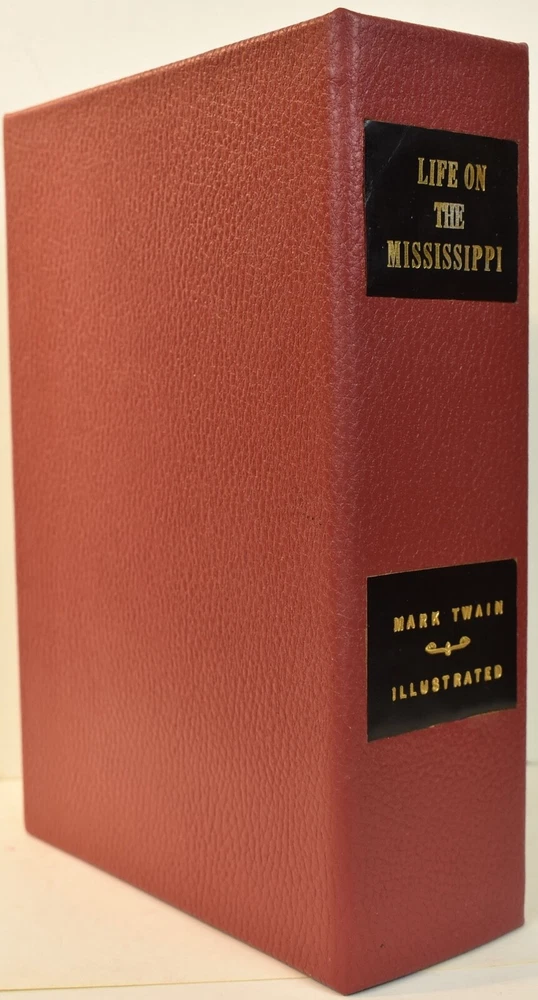 LIFE ON
THE
MISSISSIPPI
MARK TWAIN
ILLUSTRATED